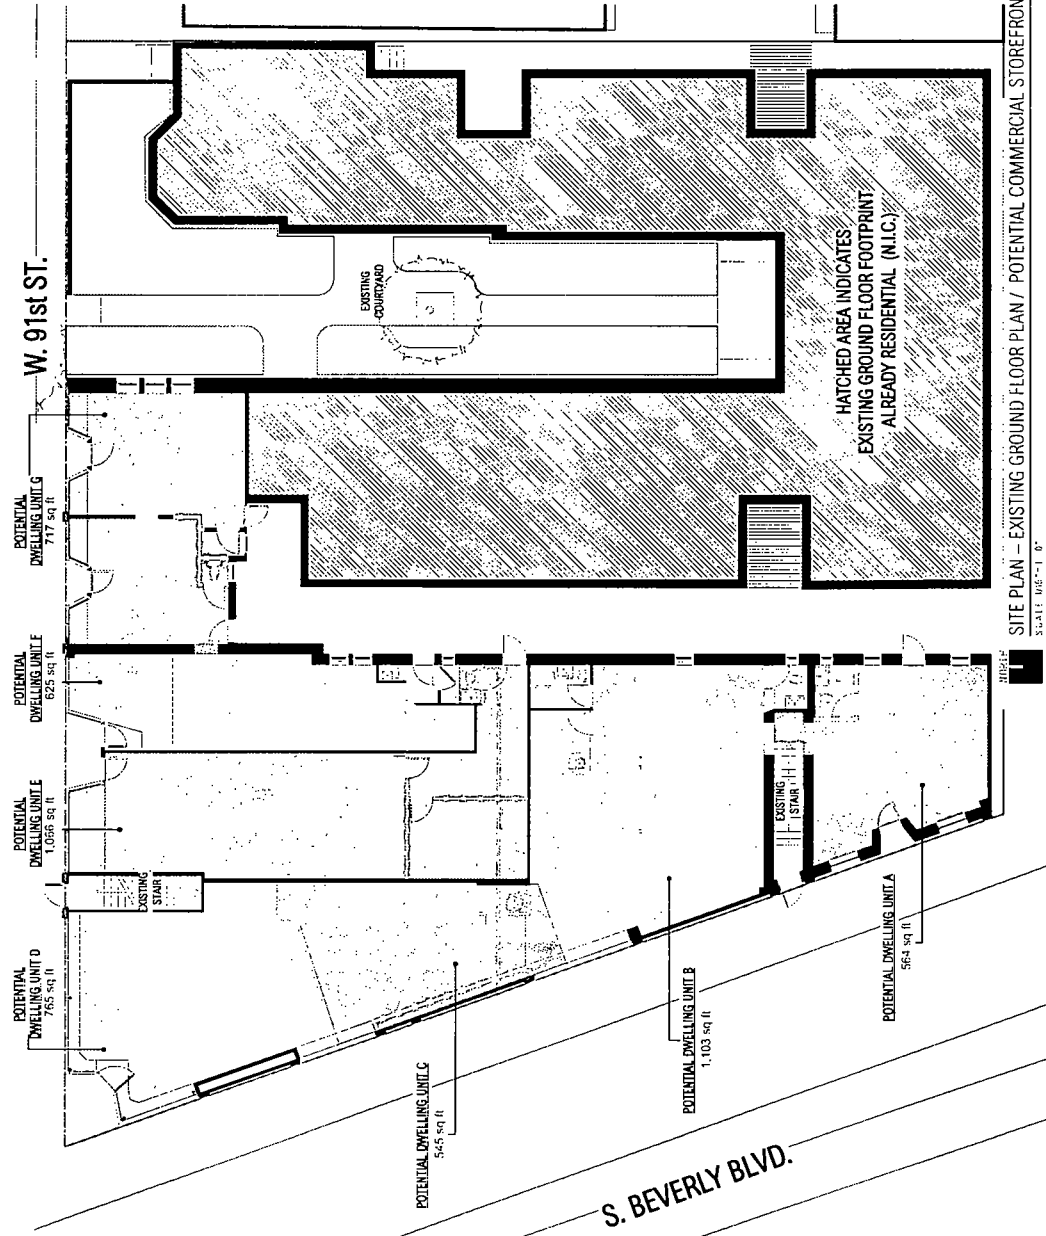 W. 91st ST.
POTENTIAL
DWELLING UNIT G
717 sq ft
POTENTIAL
DWELLING UNIT F
625 sq ft
POTENTIAL
DWELLING UNIT E
1,066 sq ft
POTENTIAL
DWELLING UNIT D
765 sq ft
EXISTING
STAIR
EXISTING
COURTYARD
HATCHED AREA INDICATES
EXISTING GROUND FLOOR FOOTPRINT
ALREADY RESIDENTIAL (N.I.C.)
EXISTING
STAIR
POTENTIAL DWELLING UNIT A
564 sq ft
POTENTIAL DWELLING UNIT B
1,103 sq ft
POTENTIAL DWELLING UNIT C
545 sq ft
S. BEVERLY BLVD.
NORTH
SITE PLAN – EXISTING GROUND FLOOR PLAN / POTENTIAL COMMERCIAL STOREFRON
SCALE